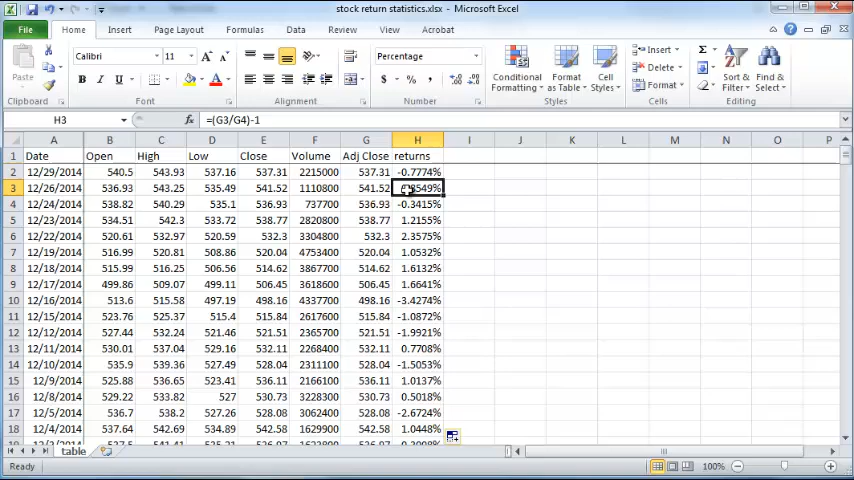 stock return statistics.xlsx - Microsoft Excel
File Home Insert Page Layout Formulas Data Review View Acrobat
Paste Calibri 11 A A Percentage Conditional Formatting Format as Table Cell Styles Insert Delete Format Sort & Filter Find & Select
B I U A $ % ,
Clipboard Font Alignment Number Styles Cells Editing
H3 fx =(G3/G4)-1
A B C D E F G H I J K L M N O P
1 Date Open High Low Close Volume Adj Close returns
2 12/29/2014 540.5 543.93 537.16 537.31 2215000 537.31 -0.7774%
3 12/26/2014 536.93 543.25 535.49 541.52 1110800 541.52
4 12/24/2014 538.82 540.29 535.1 536.93 737700 536.93 -0.3415%
5 12/23/2014 534.51 542.3 533.72 538.77 2820800 538.77 1.2155%
6 12/22/2014 520.61 532.97 520.59 532.3 3304800 532.3 2.3575%
7 12/19/2014 516.99 520.81 508.86 520.04 4753400 520.04 1.0532%
8 12/18/2014 515.99 516.25 506.56 514.62 3867700 514.62 1.6132%
9 12/17/2014 499.86 509.07 499.11 506.45 3618600 506.45 1.6641%
10 12/16/2014 513.6 515.58 497.19 498.16 4337700 498.16 -3.4274%
11 12/15/2014 523.76 525.37 515.4 515.84 2617600 515.84 -1.0872%
12 12/12/2014 527.44 532.24 521.46 521.51 2365700 521.51 -1.9921%
13 12/11/2014 530.01 537.04 529.16 532.11 2268400 532.11 0.7708%
14 12/10/2014 535.9 539.36 527.49 528.04 2311100 528.04 -1.5053%
15 12/9/2014 525.88 536.65 523.41 536.11 2166100 536.11 1.0137%
16 12/8/2014 529.22 533.82 527 530.73 3228300 530.73 0.5018%
17 12/5/2014 536.7 538.2 527.26 528.08 3062400 528.08 -2.6724%
18 12/4/2014 537.64 542.69 534.89 542.58 1629900 542.58 1.0448%
table
Ready 100%